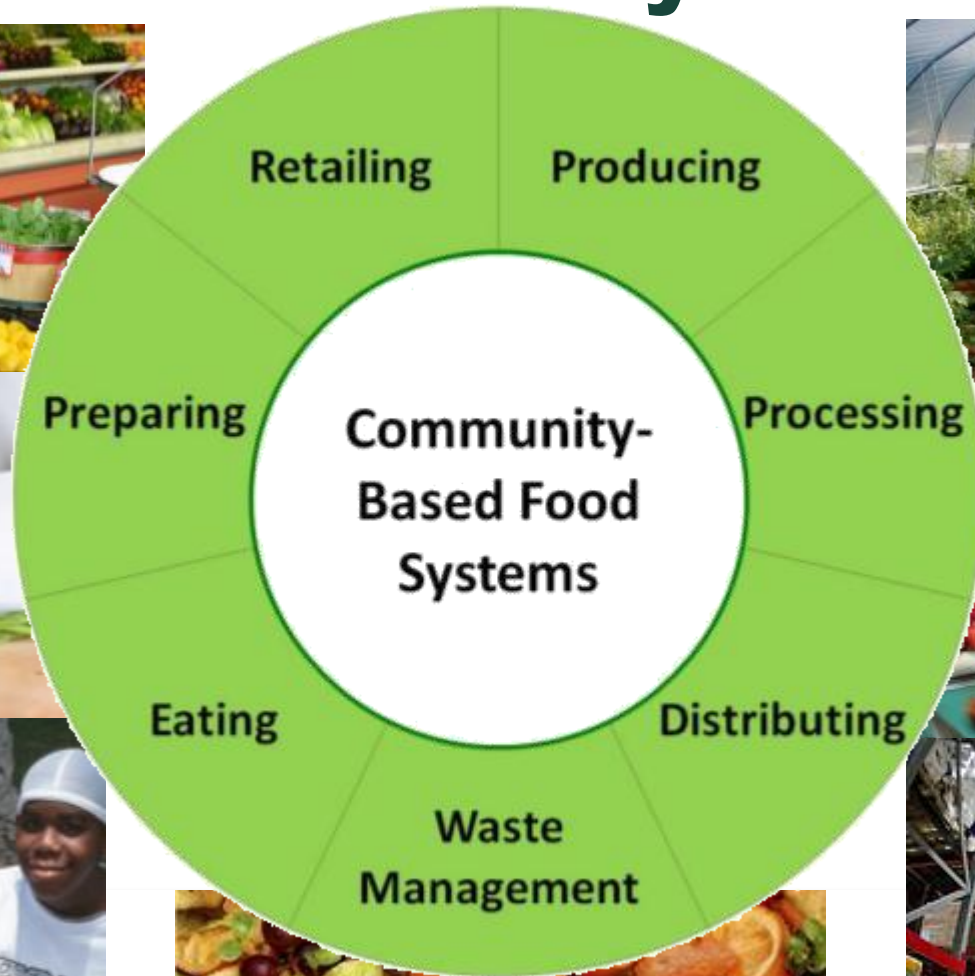 Retailing
Producing
Preparing
Processing
Community-
Based Food
Systems
Eating
Distributing
Waste
Management